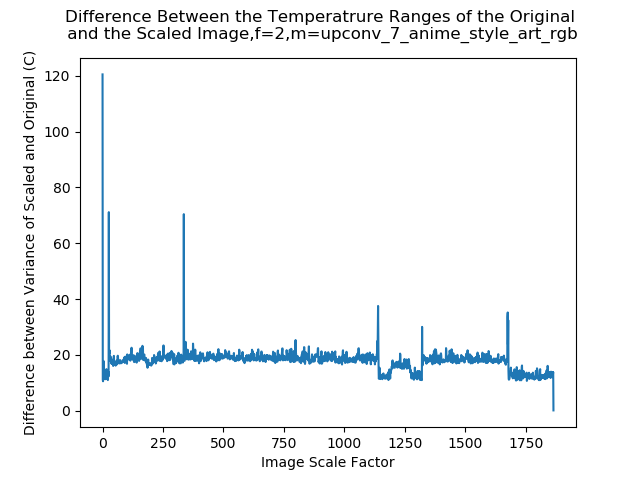 Difference Between the Temperatrure Ranges of the Original
and the Scaled Image,f=2,m=upconv_7_anime_style_art_rgb
Difference between Variance of Scaled and Original (C)
120
100
80
60
40
20
0
0 250 500 750 1000 1250 1500 1750
Image Scale Factor